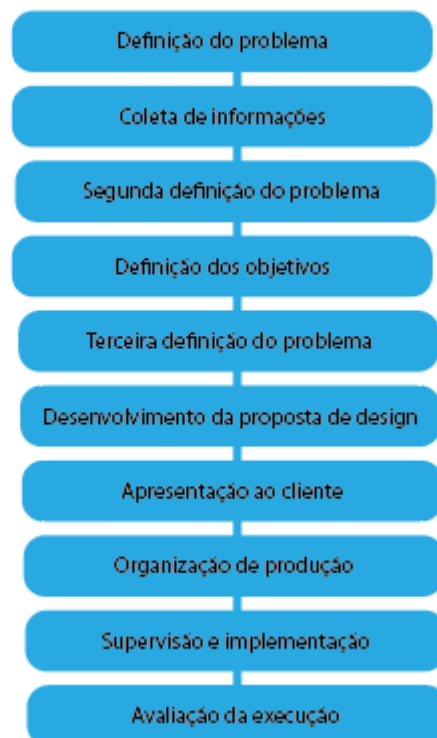 Definição do problema
Coleta de informações
Segunda definição do problema
Definição dos objetivos
Terceira definição do problema
Desenvolvimento da proposta de design
Apresentação ao cliente
Organização de produção
Supervisão e implementação
Avaliação da execução